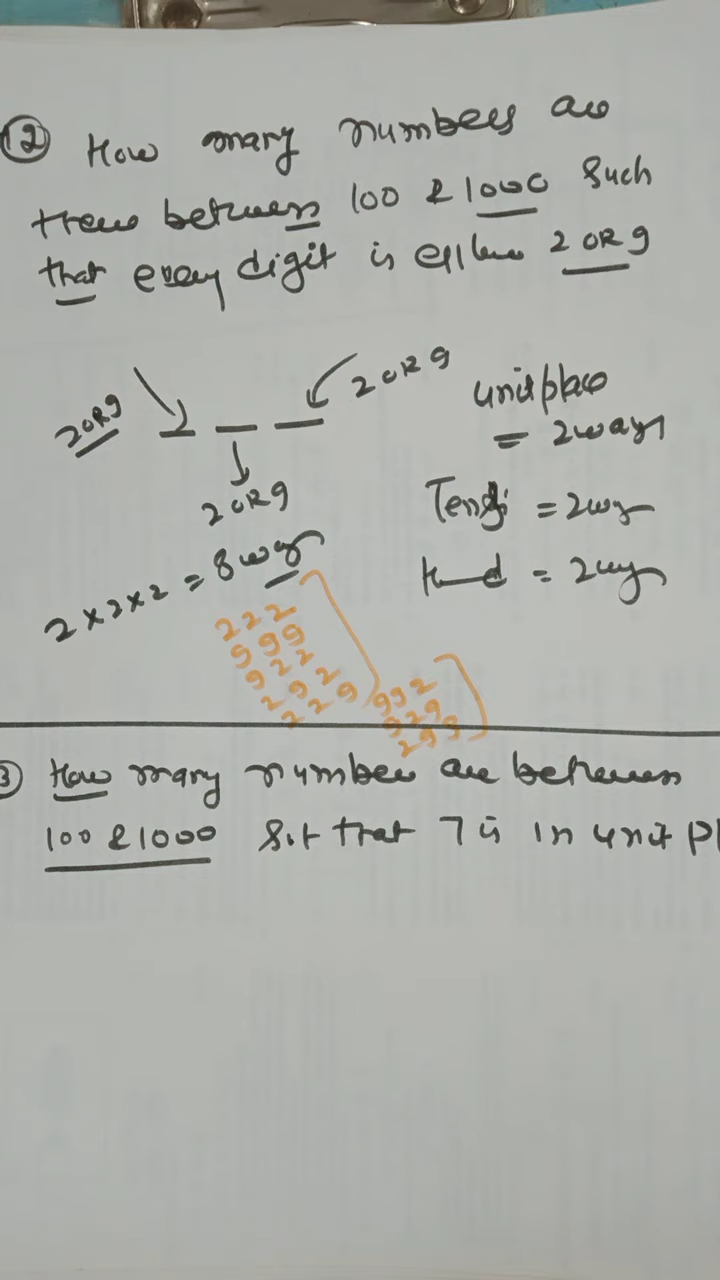 12 How many numbers are
there between 100 & 1000 such
that every digit is either 2 OR 9
2 OR 9
2 OR 9
2 OR 9
unit place
= 2 ways
Tens = 2 ways
= 2 ways
2 × 2 × 2 = 8 ways
222
999
922
292
229
992
929
299
3 How many number are between
100 & 1000 S.t that 7 is in unit pl